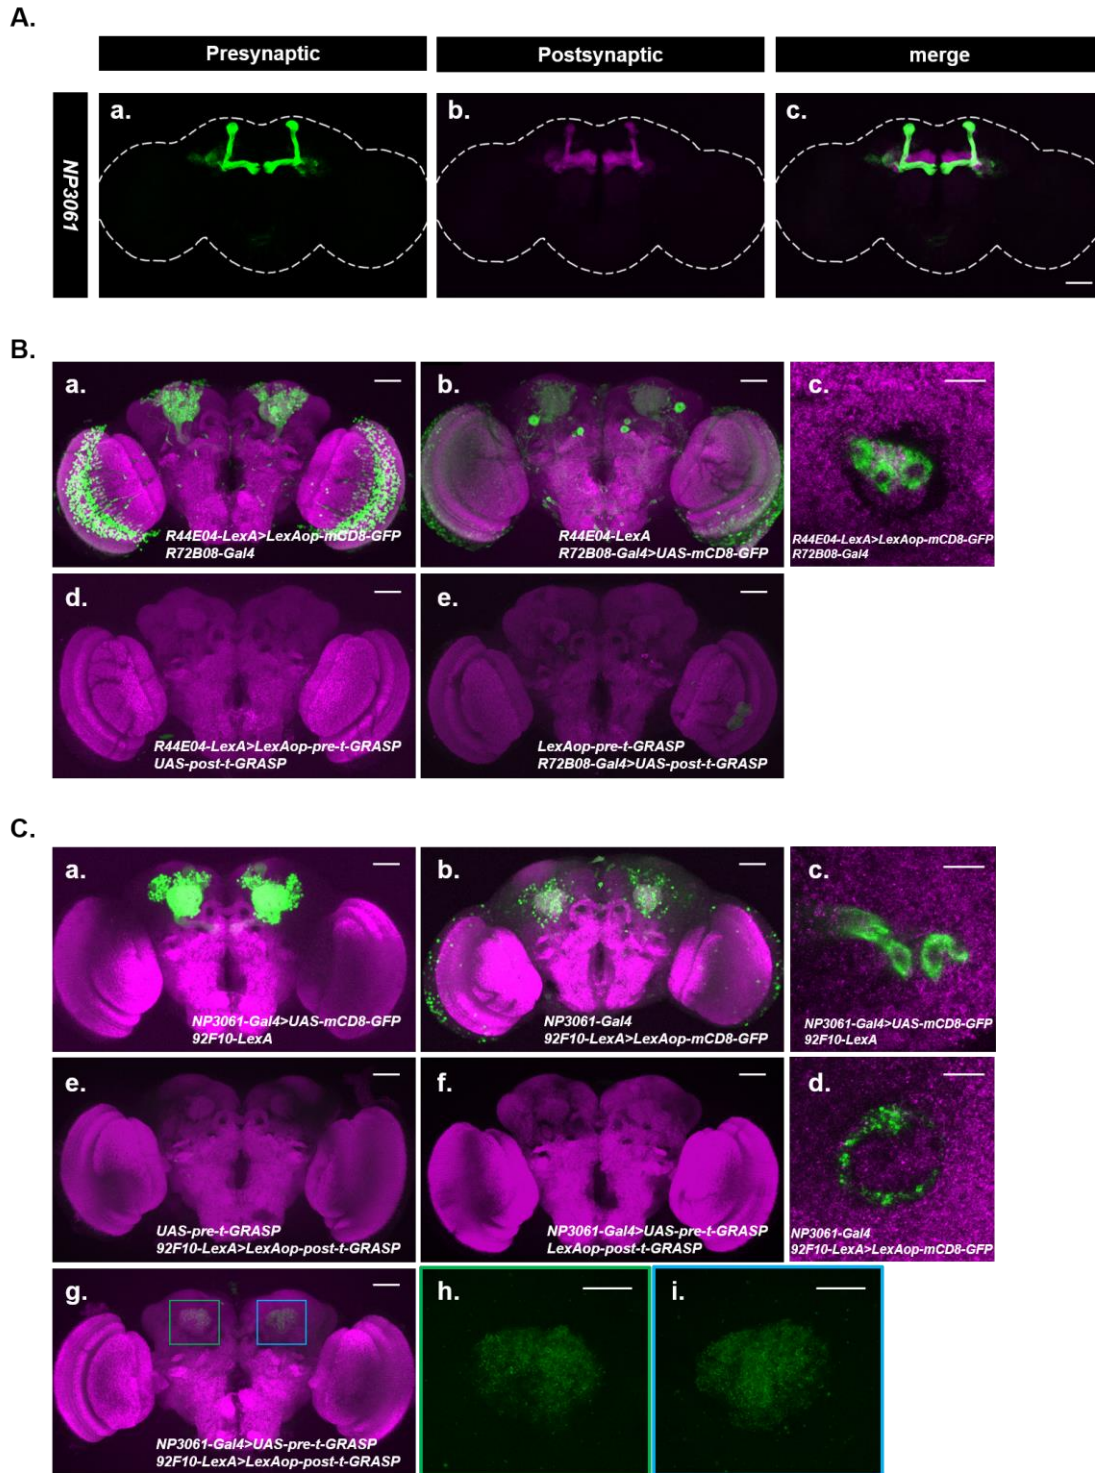 A.
Presynaptic
Postsynaptic
merge
NP3061
a.
b.
c.
B.
a.
R44E04-LexA>LexAop-mCD8-GFP
R72B08-Gal4
b.
R44E04-LexA
R72B08-Gal4>UAS-mCD8-GFP
c.
R44E04-LexA>LexAop-mCD8-GFP
R72B08-Gal4
d.
R44E04-LexA>LexAop-pre-t-GRASP
UAS-post-t-GRASP
e.
LexAop-pre-t-GRASP
R72B08-Gal4>UAS-post-t-GRASP
C.
a.
NP3061-Gal4>UAS-mCD8-GFP
92F10-LexA
b.
NP3061-Gal4
92F10-LexA>LexAop-mCD8-GFP
c.
NP3061-Gal4>UAS-mCD8-GFP
92F10-LexA
e.
UAS-pre-t-GRASP
92F10-LexA>LexAop-post-t-GRASP
f.
NP3061-Gal4>UAS-pre-t-GRASP
LexAop-post-t-GRASP
d.
NP3061-Gal4
92F10-LexA>LexAop-mCD8-GFP
g.
NP3061-Gal4>UAS-pre-t-GRASP
92F10-LexA>LexAop-post-t-GRASP
h.
i.